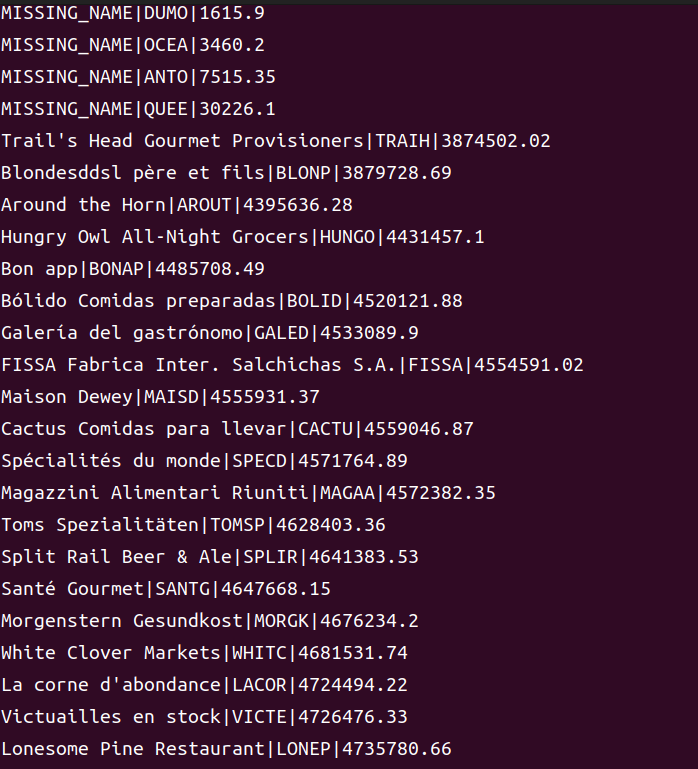 MISSING_NAME|DUMO|1615.9
MISSING_NAME|OCEA|3460.2
MISSING_NAME|ANTO|7515.35
MISSING_NAME|QUEE|30226.1
Trail's Head Gourmet Provisioners|TRAIH|3874502.02
Blondesddsl père et fils|BLONP|3879728.69
Around the Horn|AROUT|4395636.28
Hungry Owl All-Night Grocers|HUNGO|4431457.1
Bon app|BONAP|4485708.49
Bólido Comidas preparadas|BOLID|4520121.88
Galería del gastrónomo|GALED|4533089.9
FISSA Fabrica Inter. Salchichas S.A.|FISSA|4554591.02
Maison Dewey|MAISD|4555931.37
Cactus Comidas para llevar|CACTU|4559046.87
Spécialités du monde|SPECD|4571764.89
Magazzini Alimentari Riuniti|MAGAA|4572382.35
Toms Spezialitäten|TOMSP|4628403.36
Split Rail Beer & Ale|SPLIR|4641383.53
Santé Gourmet|SANTG|4647668.15
Morgenstern Gesundkost|MORGK|4676234.2
White Clover Markets|WHITC|4681531.74
La corne d'abondance|LACOR|4724494.22
Victuailles en stock|VICTE|4726476.33
Lonesome Pine Restaurant|LONEP|4735780.66